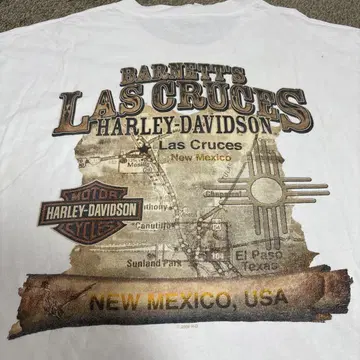 BARNETT'S
LAS CRUCES
HARLEY-DAVIDSON
Las Cruces
New Mexico
MOTOR
HARLEY-DAVIDSON
CYCLES
Anthony
Sunland Park
El Paso
Texas
NEW MEXICO, USA